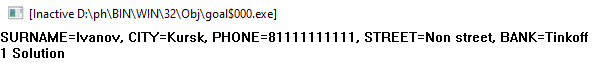 [Inactive D:\ph\BIN\WIN\32\Obj\goal$000.exe]
SURNAME=Ivanov, CITY=Kursk, PHONE=81111111111, STREET=Non street, BANK=Tinkoff
1 Solution